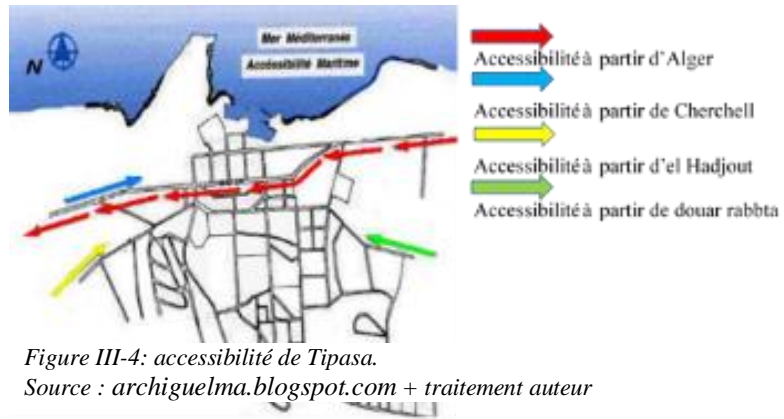 Mer Méditerranée
Accéssibilité Maritime
N
Accessibilité à partir d'Alger
Accessibilité à partir de Cherchell
Accessibilité à partir d'el Hadjout
Accessibilité à partir de douar rabbta
Figure III-4: accessibilité de Tipasa.
Source : archiguelma.blogspot.com + traitement auteur